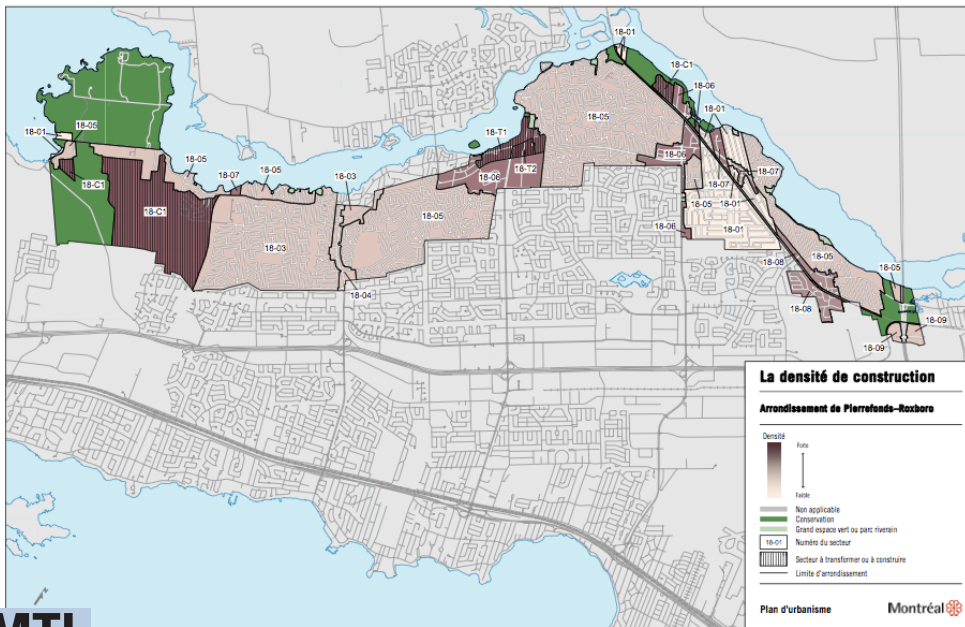 18-01
18-C1
18-06
18-01
18-05
18-01
18-05
18-T1
18-06
18-05
18-05
18-07
18-03
18-T2
18-07
18-C1
18-06
18-07
18-05
18-01
18-C1
18-05
18-01
18-03
18-06
18-08
18-05
18-05
18-04
18-08
18-09
18-09
La densité de construction
Arrondissement de Pierrefonds–Roxboro
Densité
Forte
Faible
Non applicable
Conservation
Grand espace vert ou parc riverain
18-01 Numéro du secteur
Secteur à transformer ou à construire
Limite d'arrondissement
Plan d'urbanisme
Montréal
MTL